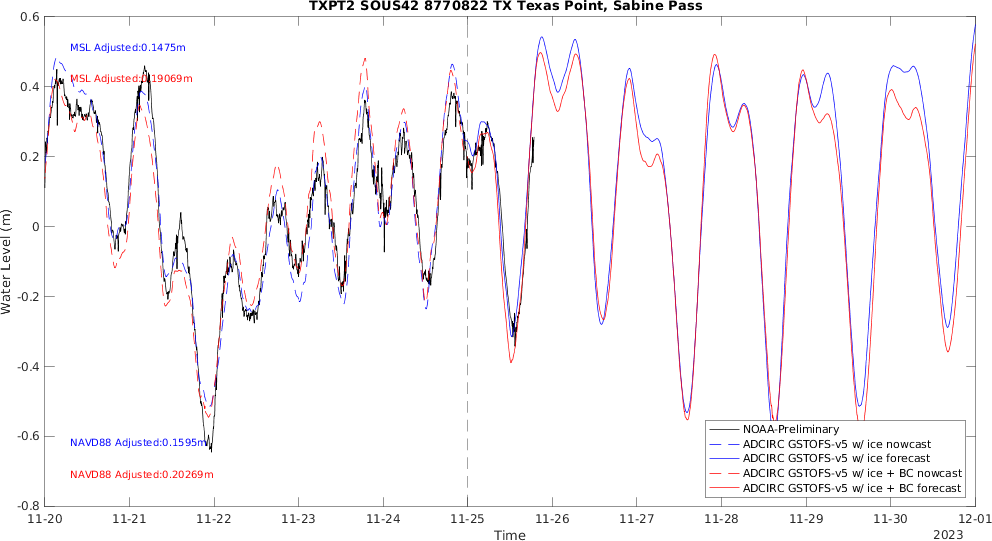 TXPT2 SOUS42 8770822 TX Texas Point, Sabine Pass
MSL Adjusted:0.1475m
MSL Adjusted:0.19069m
NAVD88 Adjusted:0.1595m
NAVD88 Adjusted:0.20269m
Water Level (m)
0.6
0.4
0.2
0
-0.2
-0.4
-0.6
-0.8
NOAA-Preliminary
ADCIRC GSTOFS-v5 w/ ice nowcast
ADCIRC GSTOFS-v5 w/ ice forecast
ADCIRC GSTOFS-v5 w/ ice + BC nowcast
ADCIRC GSTOFS-v5 w/ ice + BC forecast
11-20 11-21 11-22 11-23 11-24 11-25 11-26 11-27 11-28 11-29 11-30 12-01
Time
2023